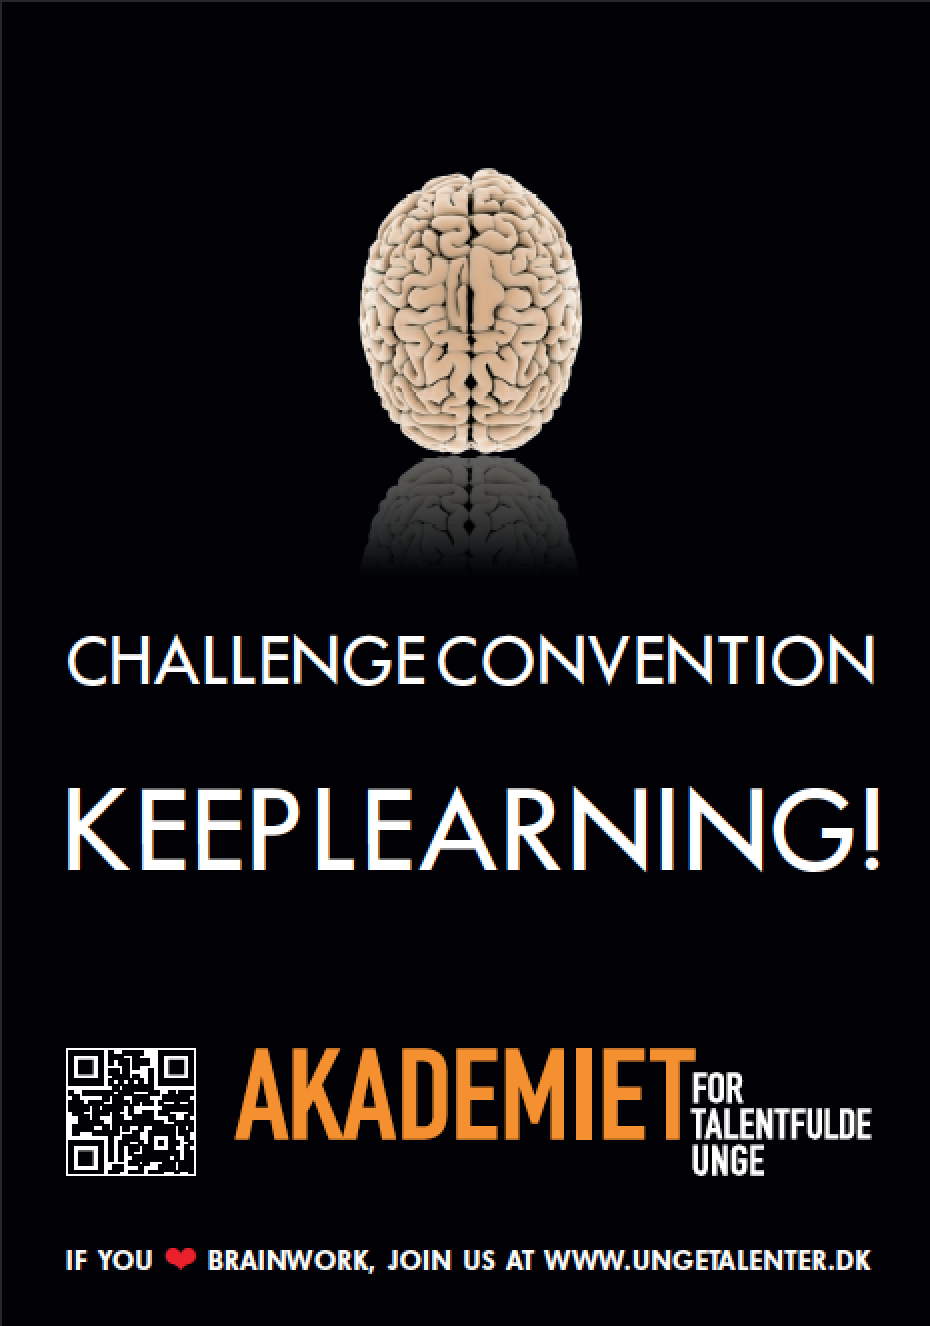 CHALLENGE CONVENTION
KEEP LEARNING!
AKADEMIET
FOR
TALENTFULDE
UNGE
IF YOU ❤ BRAINWORK, JOIN US AT WWW.UNGETALENTER.DK